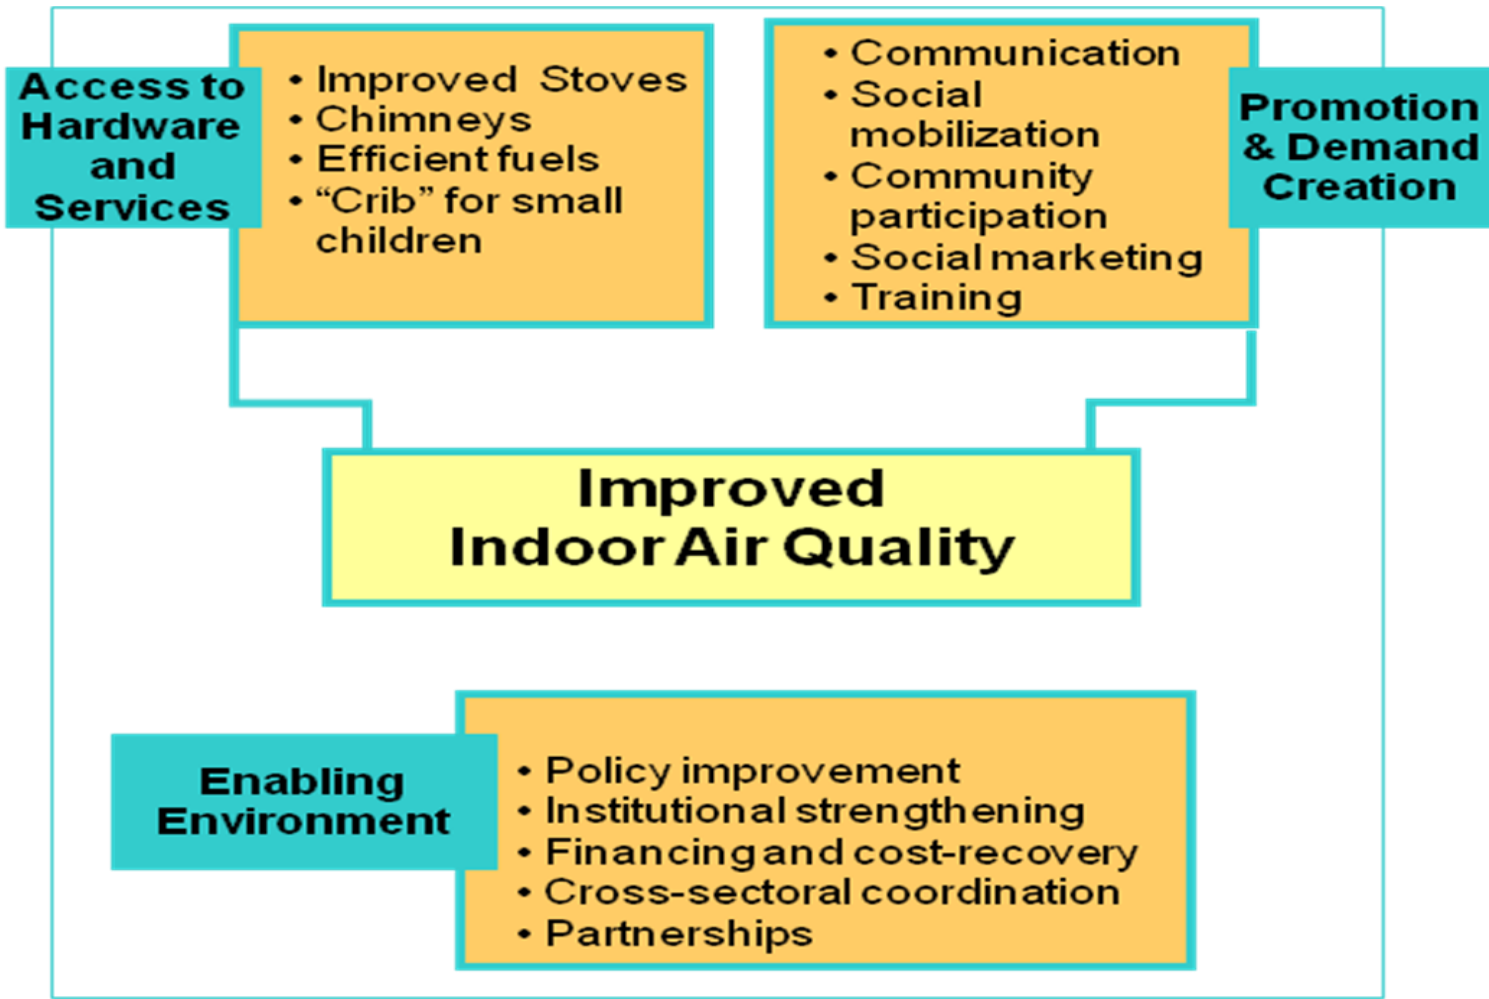 Access to
Hardware
and
Services
• Improved Stoves
• Chimneys
• Efficient fuels
• “Crib” for small
children
• Communication
• Social
mobilization
• Community
participation
• Social marketing
• Training
Promotion
& Demand
Creation
Improved
Indoor Air Quality
Enabling
Environment
• Policy improvement
• Institutional strengthening
• Financing and cost-recovery
• Cross-sectoral coordination
• Partnerships